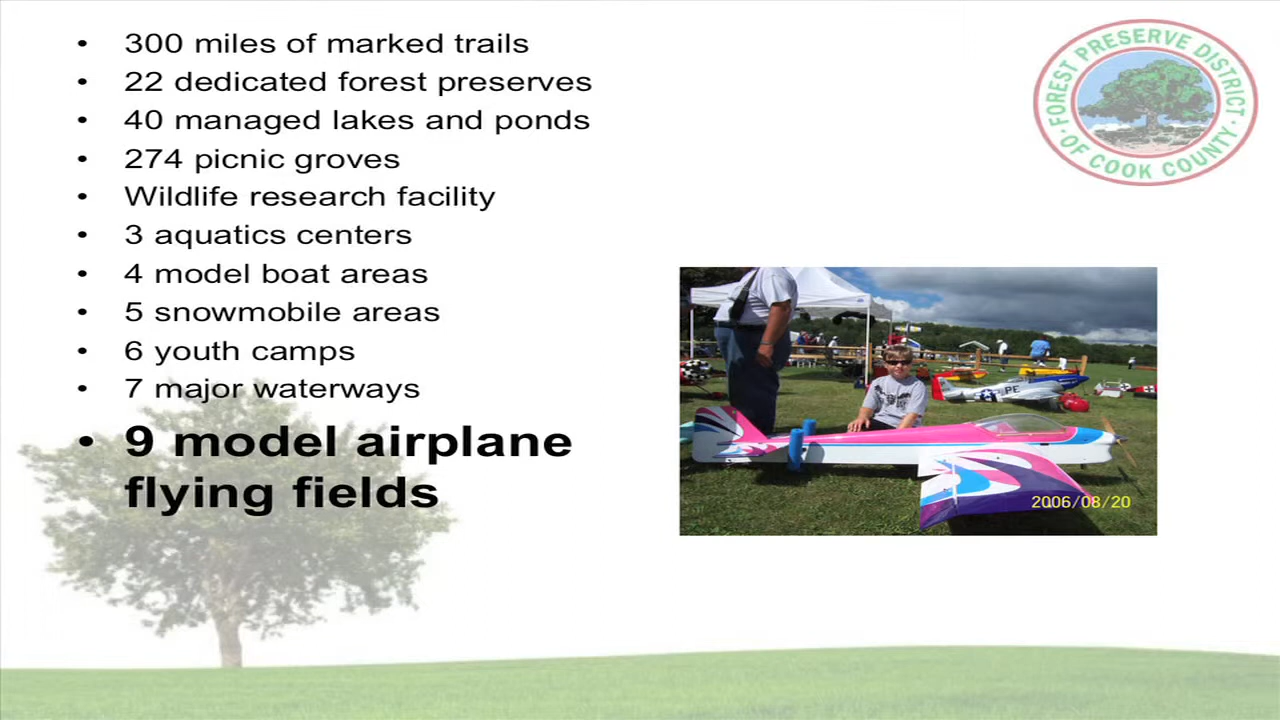 • 300 miles of marked trails
• 22 dedicated forest preserves
• 40 managed lakes and ponds
• 274 picnic groves
• Wildlife research facility
• 3 aquatics centers
• 4 model boat areas
• 5 snowmobile areas
• 6 youth camps
• 7 major waterways
• 9 model airplane
flying fields
FOREST PRESERVE DISTRICT
· OF COOK COUNTY ·
PE
2006/08/20